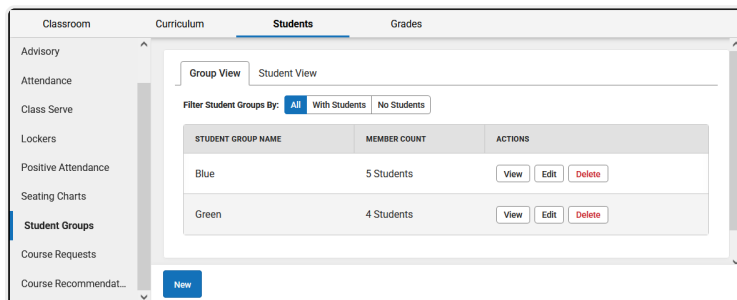 Classroom Curriculum Students Grades
Advisory
Attendance
Class Serve
Lockers
Positive Attendance
Seating Charts
Student Groups
Course Requests
Course Recommendat...
Group View Student View
Filter Student Groups By: All With Students No Students
STUDENT GROUP NAME MEMBER COUNT ACTIONS
Blue 5 Students View Edit Delete
Green 4 Students View Edit Delete
New